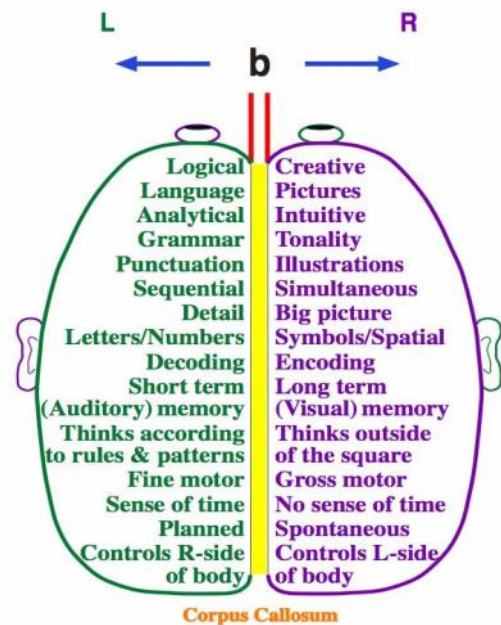 L
R
b
Logical
Language
Analytical
Grammar
Punctuation
Sequential
Detail
Letters/Numbers
Decoding
Short term
(Auditory) memory
Thinks according
to rules & patterns
Fine motor
Sense of time
Planned
Controls R-side
of body
Creative
Pictures
Intuitive
Tonality
Illustrations
Simultaneous
Big picture
Symbols/Spatial
Encoding
Long term
(Visual) memory
Thinks outside
of the square
Gross motor
No sense of time
Spontaneous
Controls L-side
of body
Corpus Callosum